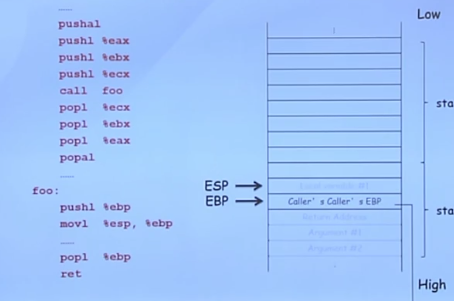 pushal
pushl %eax
pushl %ebx
pushl %ecx
call foo
popl %ecx
popl %ebx
popl %eax
popal
foo:
pushl %ebp
movl %esp, %ebp
popl %ebp
ret
Low
sta
ESP
Local variable #1
EBP
Caller' s Caller' s EBP
Return Address
sta
Argument #1
Argument #2
High